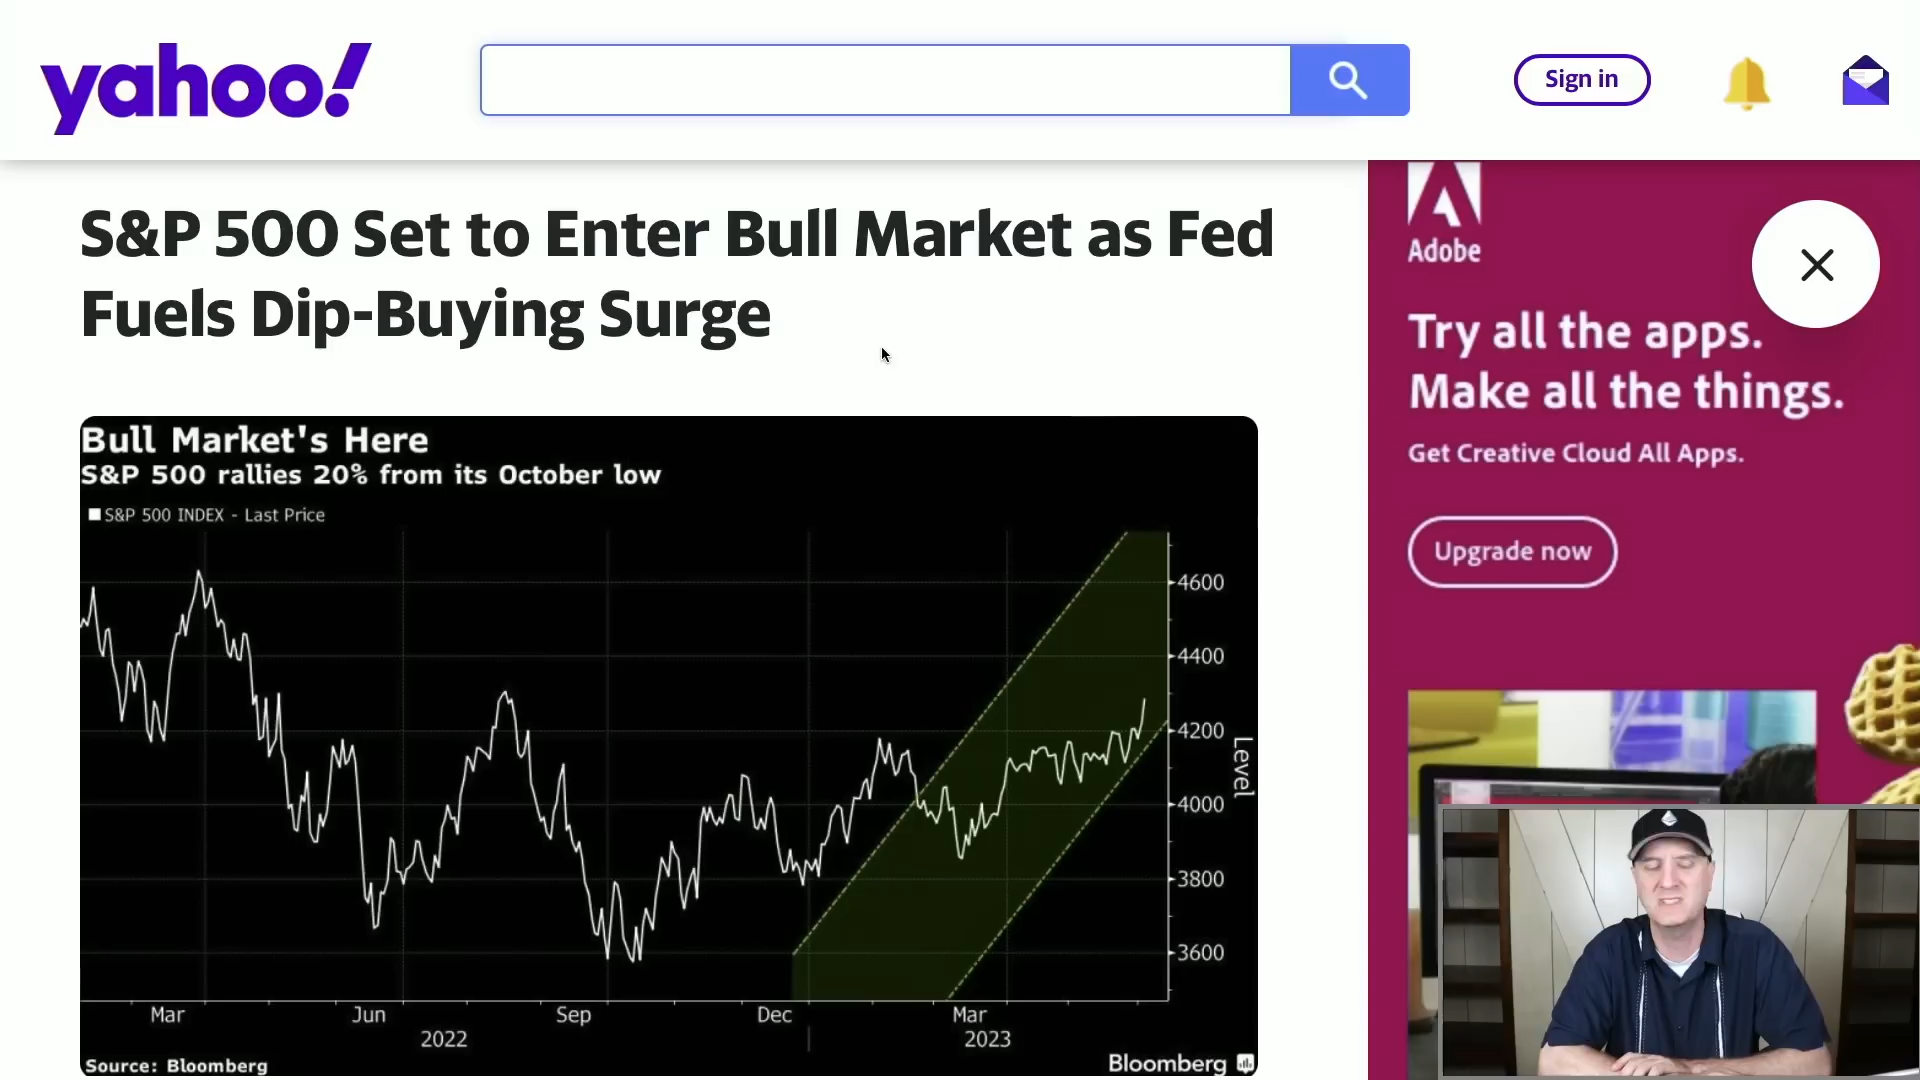 yahoo!
Sign in
S&P 500 Set to Enter Bull Market as Fed
Fuels Dip-Buying Surge
Bull Market's Here
S&P 500 rallies 20% from its October low
S&P 500 INDEX - Last Price
4600
4400
4200
4000
3800
3600
Level
Mar
Jun
Sep
Dec
Mar
2022
2023
Source: Bloomberg
Bloomberg
Adobe
Try all the apps.
Make all the things.
Get Creative Cloud All Apps.
Upgrade now